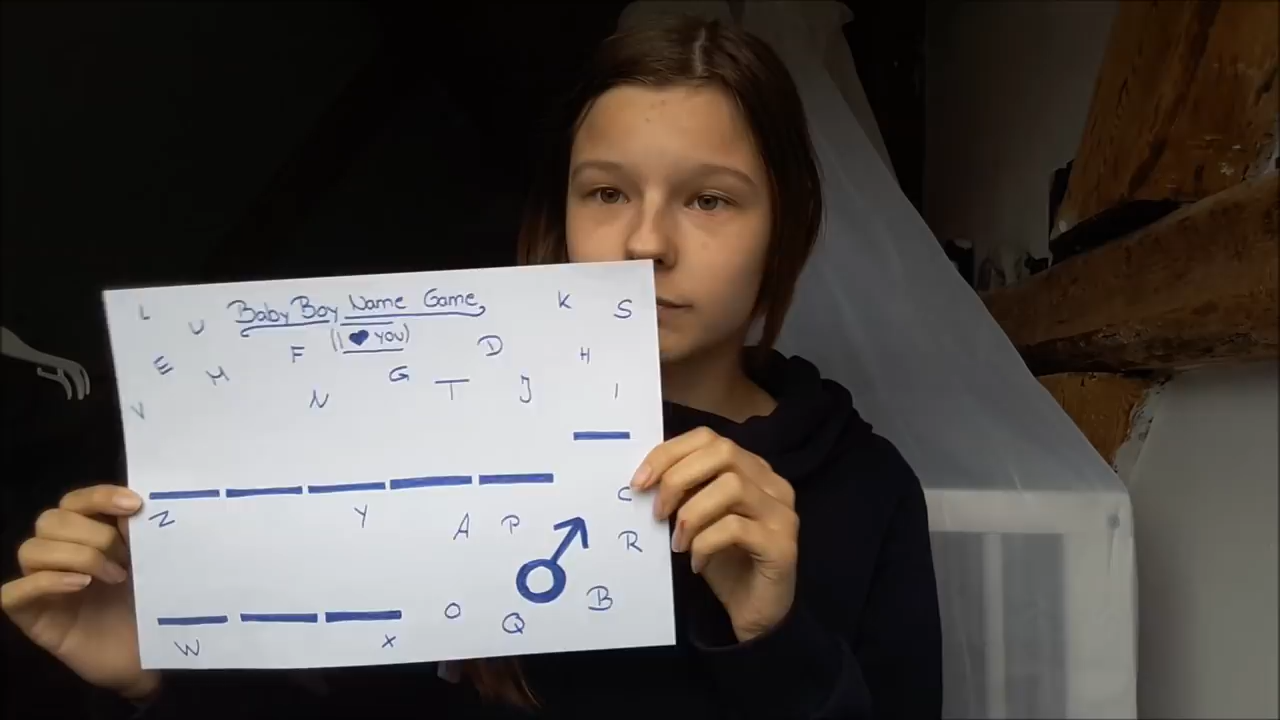 Baby Boy Name Game
(I ♥ YOU)
L U K S
E M F G D H
V N T J I
C
Z Y A P R
W X O Q B